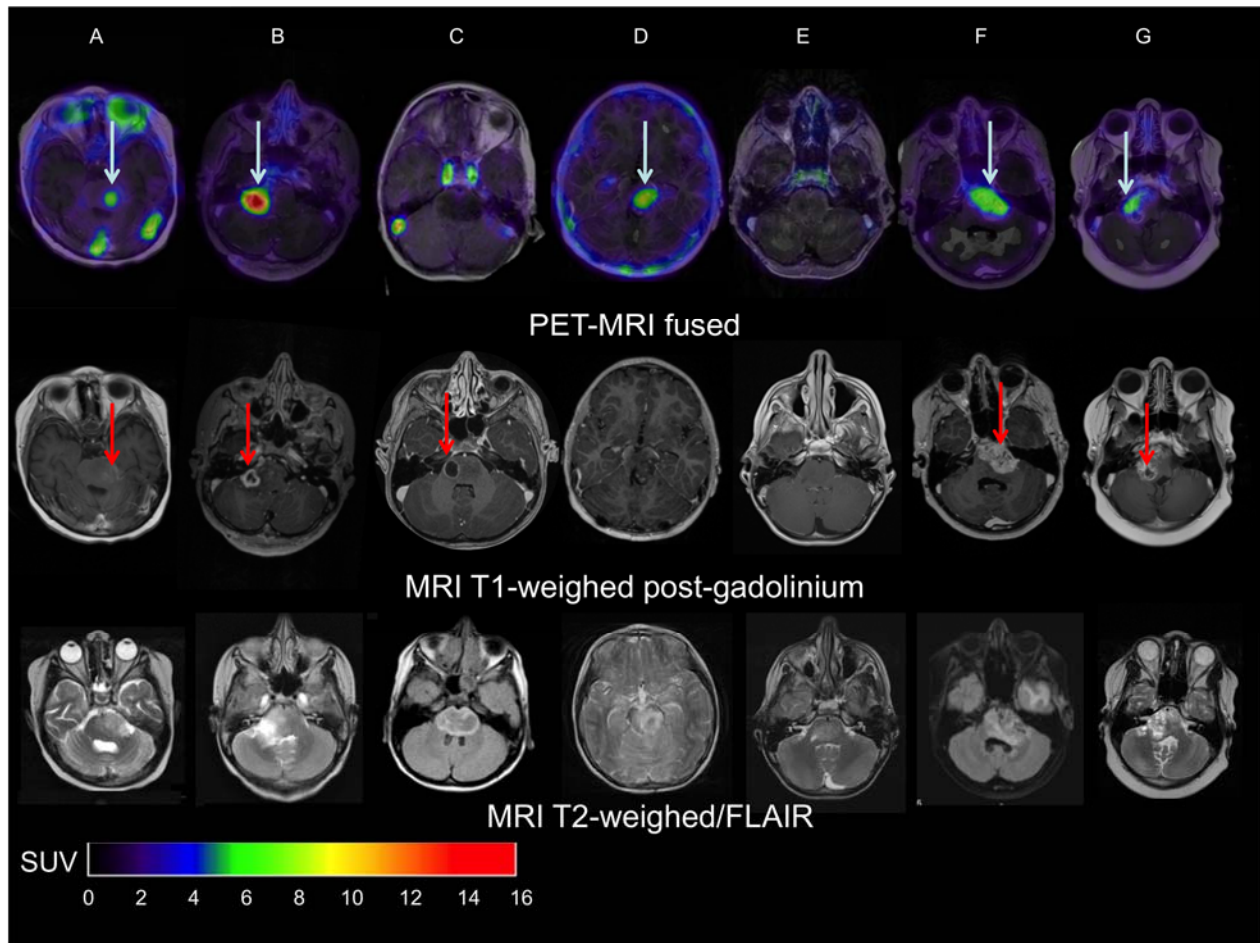 A B C D E F G
PET-MRI fused
MRI T1-weighed post-gadolinium
MRI T2-weighed/FLAIR
SUV
0 2 4 6 8 10 12 14 16